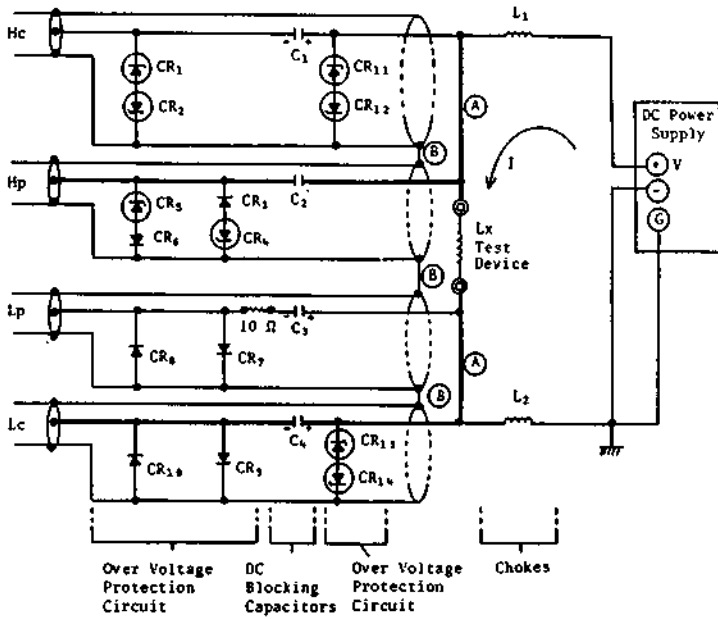 Hc
CR1
CR2
C1
CR11
CR12
L1
A
B
I
DC Power
Supply
+ V
−
G
Hp
CR5
CR6
CR3
CR4
C2
Lx
Test
Device
B
Lp
10 Ω
C3
CR8
CR7
A
B
Lc
CR10
CR9
C4
CR13
CR14
L2
Over Voltage
Protection
Circuit
DC
Blocking
Capacitors
Over Voltage
Protection
Circuit
Chokes